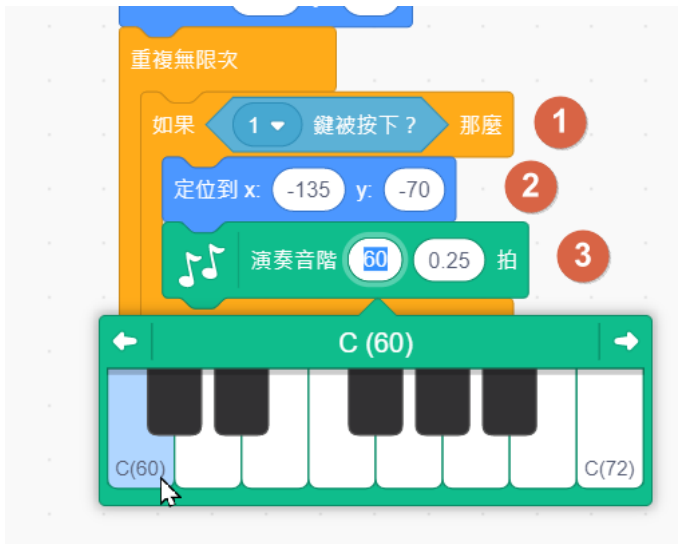 重複無限次
如果 1 鍵被按下？ 那麼 1
定位到 x: -135 y: -70 2
演奏音階 60 0.25 拍 3
C (60)
C(60) C(72)